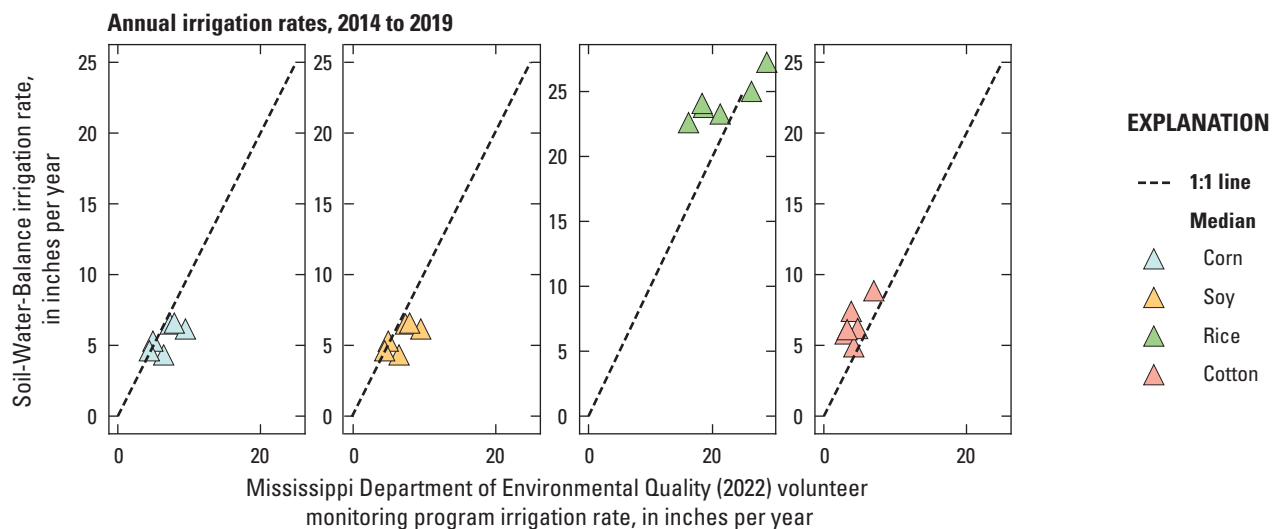 Annual irrigation rates, 2014 to 2019
Soil-Water-Balance irrigation rate,
in inches per year
25
20
15
10
5
0
0
20
25
20
15
10
5
0
0
20
25
20
15
10
5
0
0
20
25
20
15
10
5
0
0
20
Mississippi Department of Environmental Quality (2022) volunteer
monitoring program irrigation rate, in inches per year
EXPLANATION
1:1 line
Median
Corn
Soy
Rice
Cotton